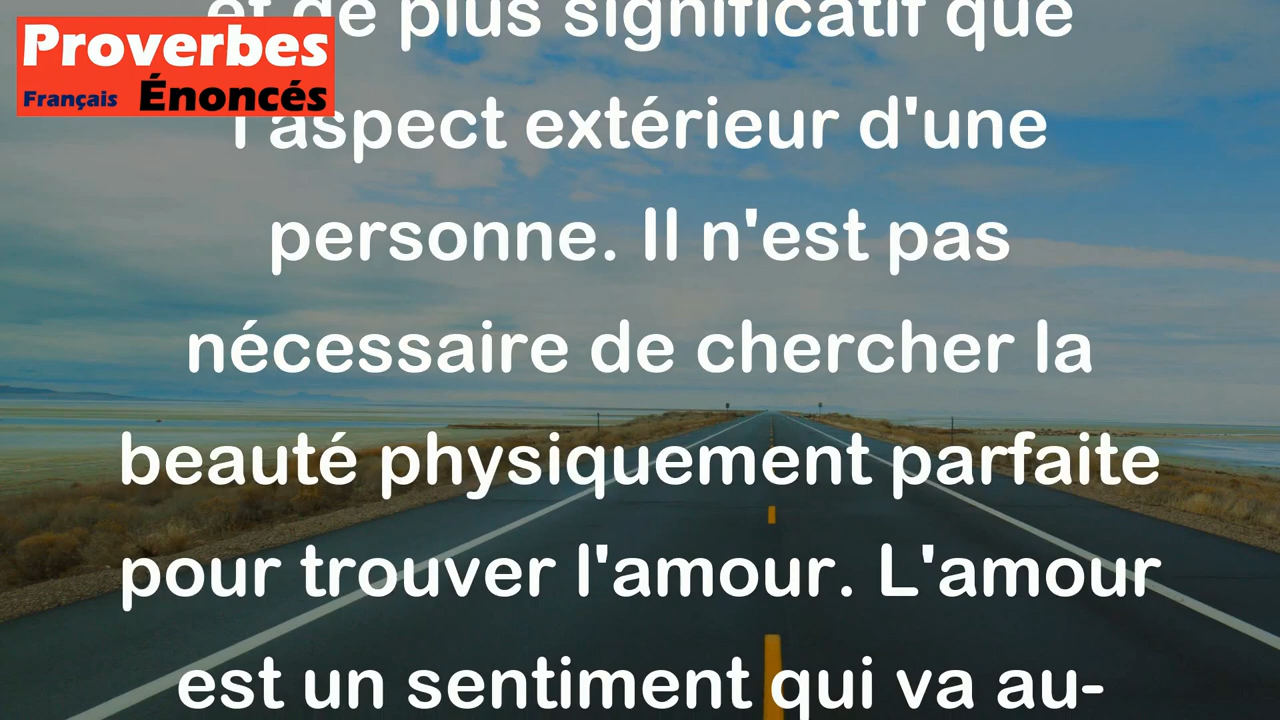 Proverbes
Français Énoncés
et de plus significatif que
l'aspect extérieur d'une
personne. Il n'est pas
nécessaire de chercher la
beauté physiquement parfaite
pour trouver l'amour. L'amour
est un sentiment qui va au-